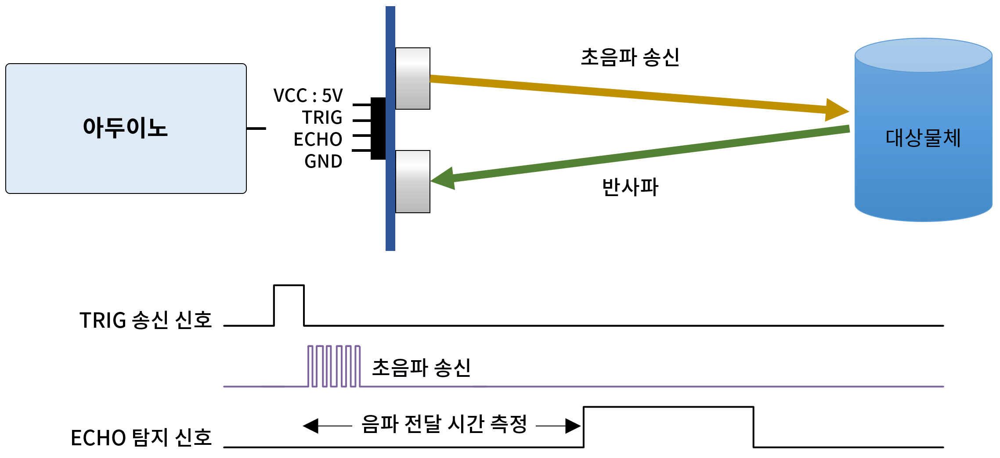 초음파 송신
VCC : 5V
TRIG
ECHO
GND
아두이노
대상물체
반사파
TRIG 송신 신호
초음파 송신
음파 전달 시간 측정
ECHO 탐지 신호